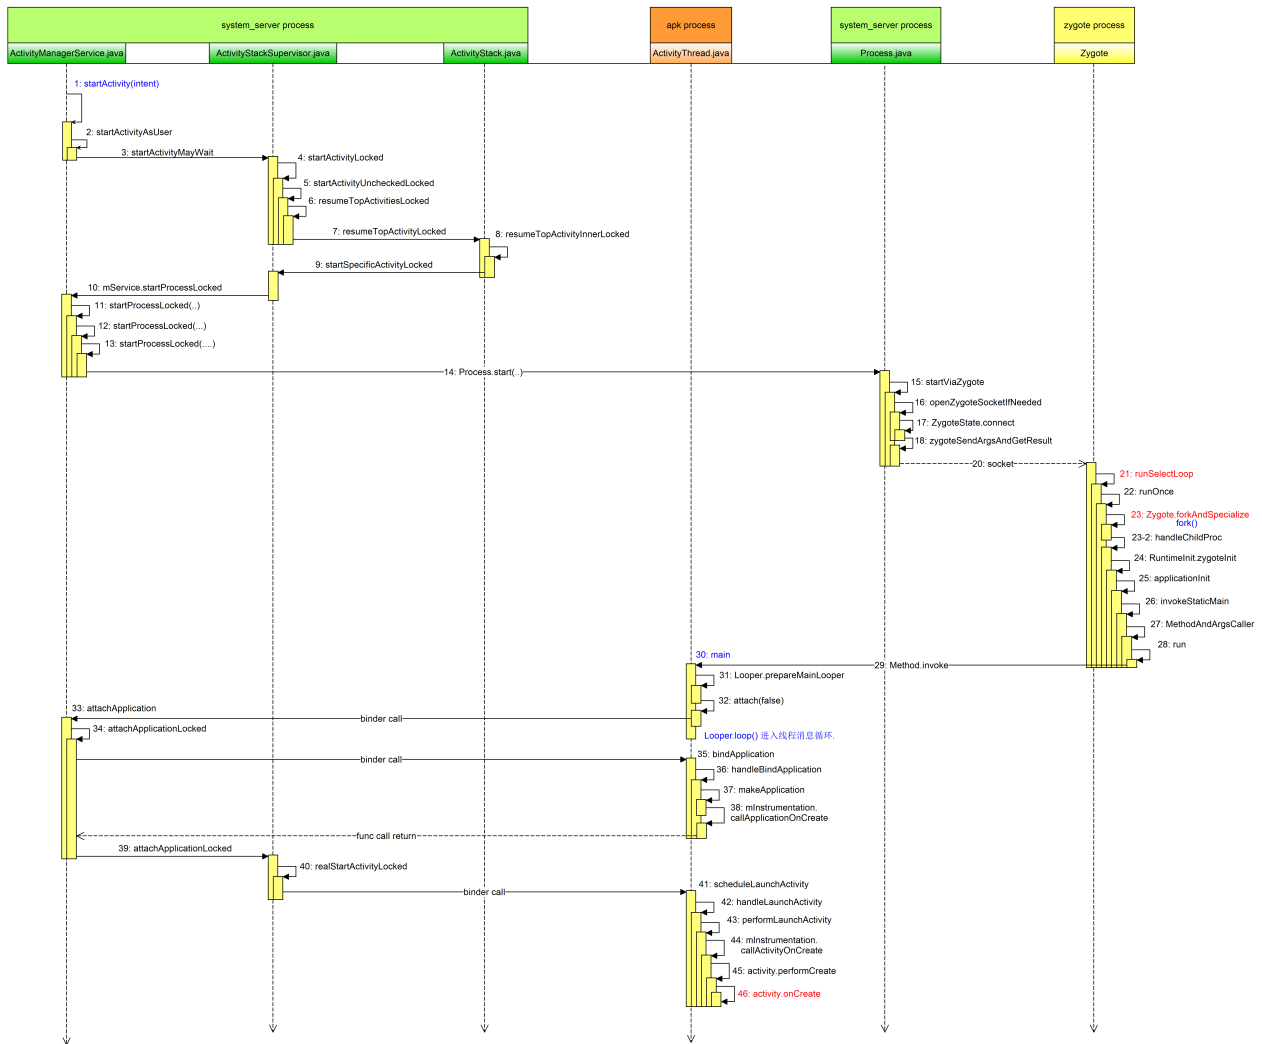 system_server process
apk process
system_server process
zygote process
ActivityManagerService.java
ActivityStackSupervisor.java
ActivityStack.java
ActivityThread.java
Process.java
Zygote
1: startActivity(intent)
2: startActivityAsUser
3: startActivityMayWait
4: startActivityLocked
5: startActivityUncheckedLocked
6: resumeTopActivitiesLocked
7: resumeTopActivityLocked
8: resumeTopActivityInnerLocked
9: startSpecificActivityLocked
10: mService.startProcessLocked
11: startProcessLocked(..)
12: startProcessLocked(...)
13: startProcessLocked(....)
14: Process.start(..)
15: startViaZygote
16: openZygoteSocketIfNeeded
17: ZygoteState.connect
18: zygoteSendArgsAndGetResult
20: socket
21: runSelectLoop
22: runOnce
23: Zygote.forkAndSpecialize
fork()
23-2: handleChildProc
24: RuntimeInit.zygoteInit
25: applicationInit
26: invokeStaticMain
27: MethodAndArgsCaller
28: run
29: Method.invoke
30: main
31: Looper.prepareMainLooper
32: attach(false)
33: attachApplication
binder call
34: attachApplicationLocked
Looper.loop() 进入线程消息循环.
35: bindApplication
binder call
36: handleBindApplication
37: makeApplication
38: mInstrumentation.
callApplicationOnCreate
func call return
39: attachApplicationLocked
40: realStartActivityLocked
41: scheduleLaunchActivity
binder call
42: handleLaunchActivity
43: performLaunchActivity
44: mInstrumentation.
callActivityOnCreate
45: activity.performCreate
46: activity.onCreate